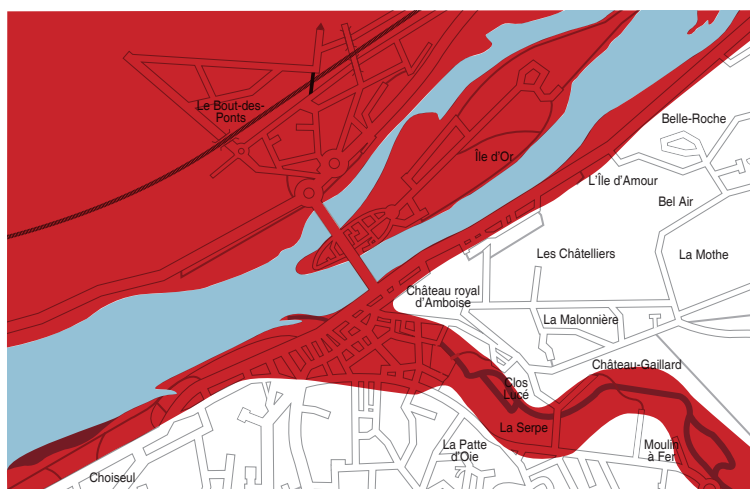 Le Bout-des-
Ponts
Belle-Roche
Île d'Or
L'Île d'Amour
Bel Air
Les Châtelliers
La Mothe
Château royal
d'Amboise
La Malonnière
Château-Gaillard
Clos
Lucé
La Serpe
La Patte
d'Oie
Moulin
à Fer
Choiseul